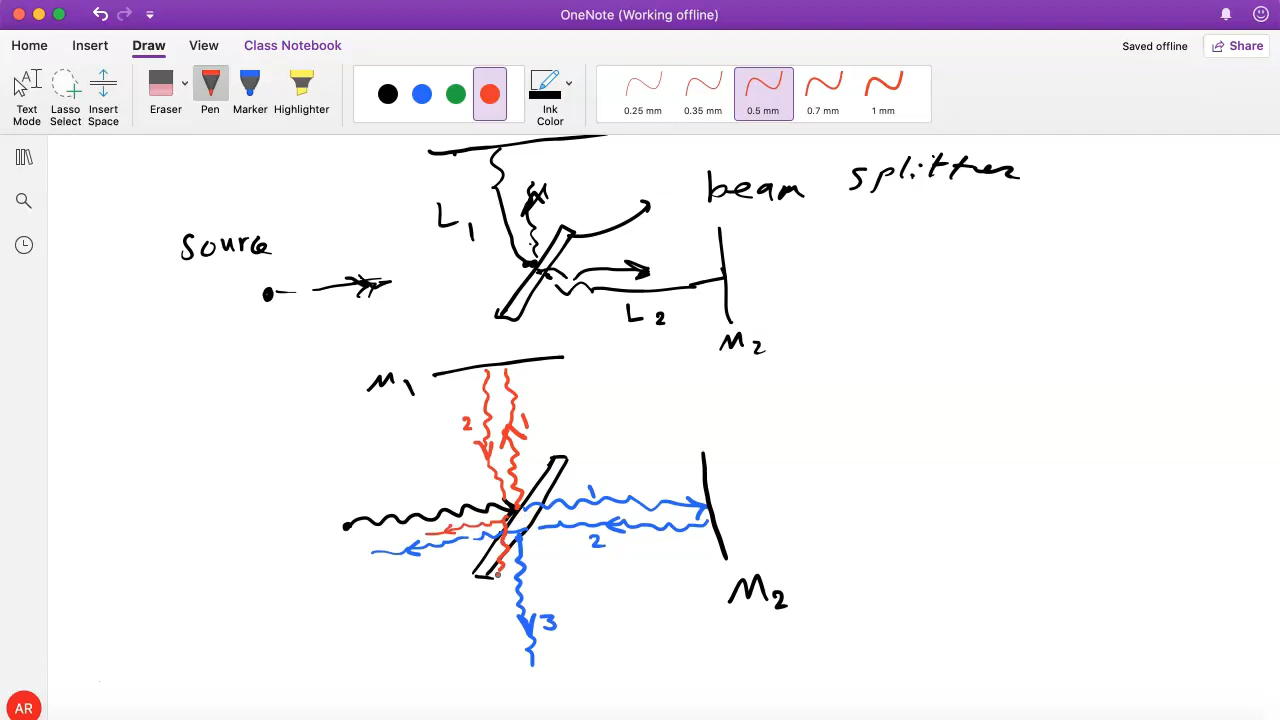 OneNote (Working offline)
Home Insert Draw View Class Notebook
Saved offline Share
Text Mode
Lasso Select
Insert Space
Eraser
Pen
Marker
Highlighter
Ink Color
0.25 mm
0.35 mm
0.5 mm
0.7 mm
1 mm
beam splitter
L1
source
L2
M2
M1
2 1
1
2
M2
3
AR